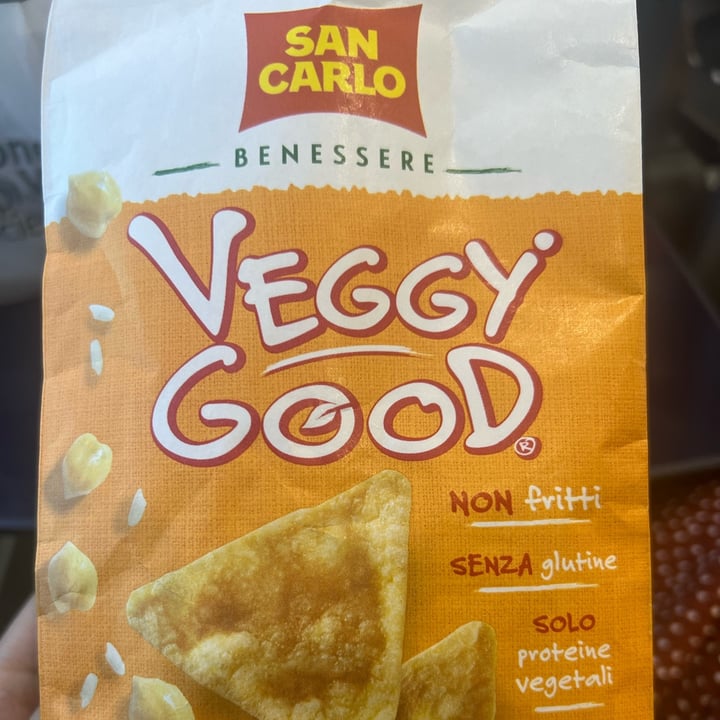 SAN
CARLO
BENESSERE
VEGGY
GOOD®
NON fritti
SENZA glutine
SOLO
proteine
vegetali